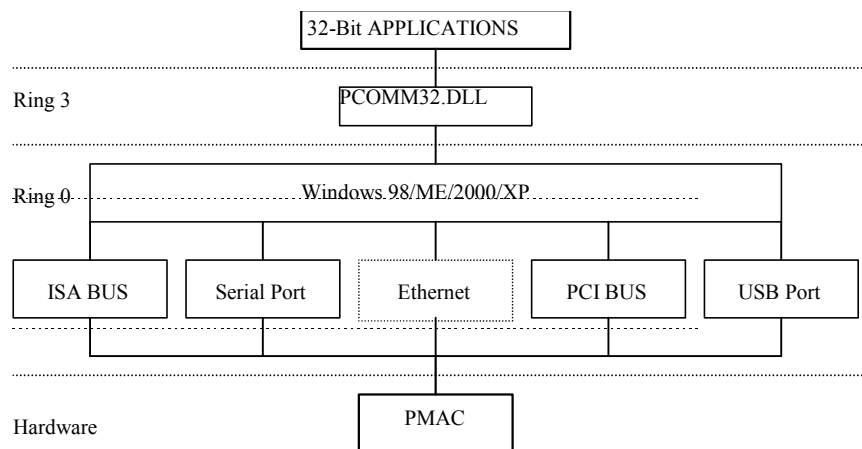 32-Bit APPLICATIONS
Ring 3
PCOMM32.DLL
Ring 0
Windows 98/ME/2000/XP
ISA BUS
Serial Port
Ethernet
PCI BUS
USB Port
PMAC
Hardware